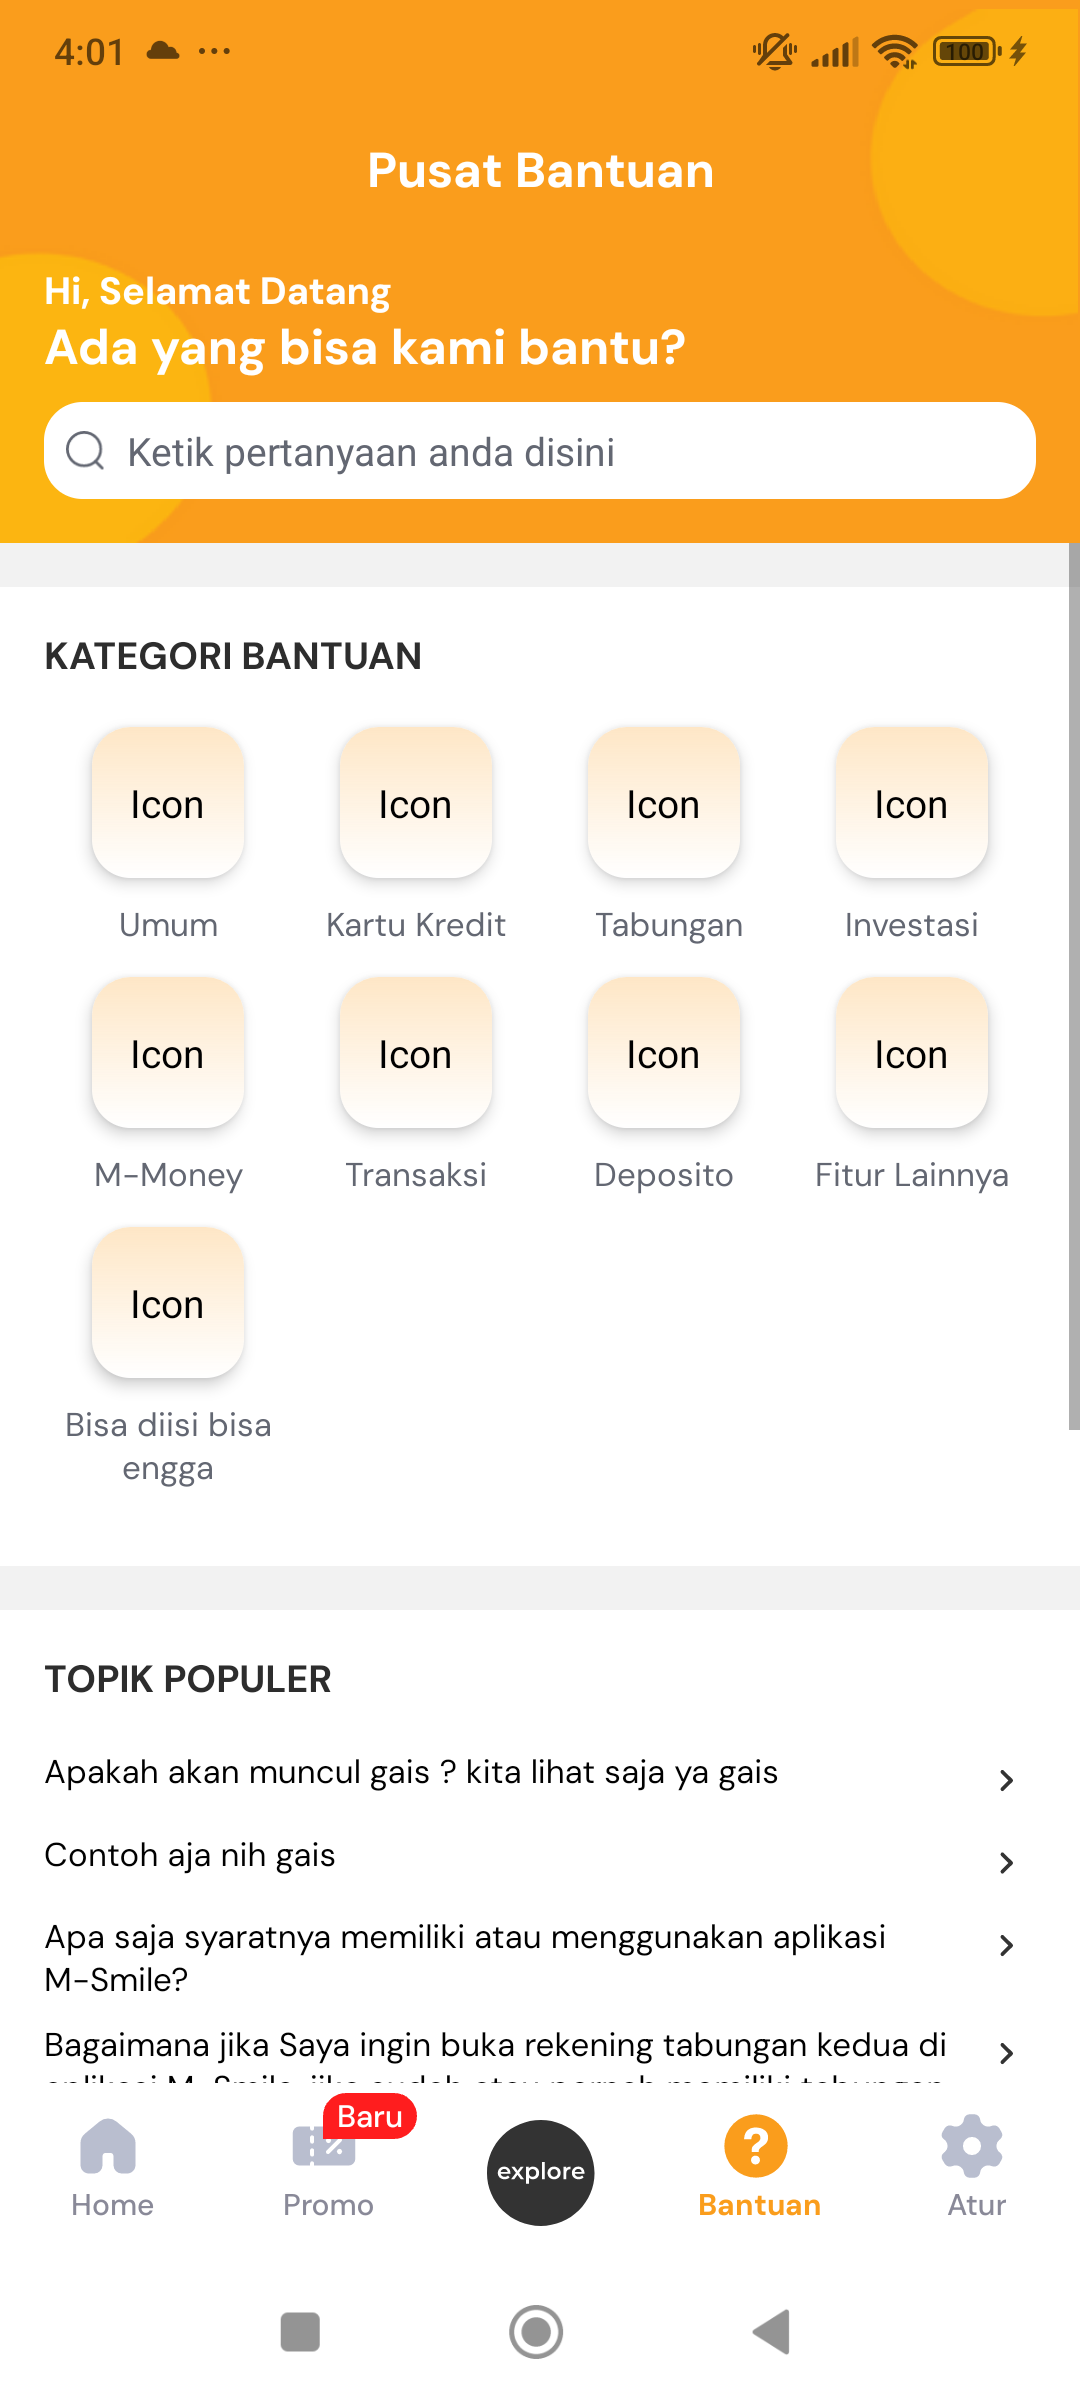 4:01
100
Pusat Bantuan
Hi, Selamat Datang
Ada yang bisa kami bantu?
Ketik pertanyaan anda disini
KATEGORI BANTUAN
Icon Icon Icon Icon
Umum Kartu Kredit Tabungan Investasi
Icon Icon Icon Icon
M-Money Transaksi Deposito Fitur Lainnya
Icon
Bisa diisi bisa
engga
TOPIK POPULER
Apakah akan muncul gais ? kita lihat saja ya gais
Contoh aja nih gais
Apa saja syaratnya memiliki atau menggunakan aplikasi
M-Smile?
Bagaimana jika Saya ingin buka rekening tabungan kedua di
Baru
explore
Home Promo Bantuan Atur